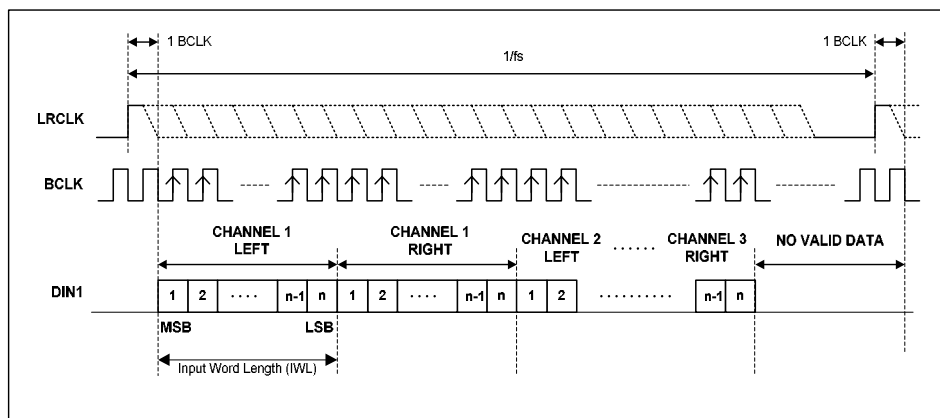 1 BCLK
1 BCLK
1/fs
LRCLK
BCLK
CHANNEL 1
LEFT
CHANNEL 1
RIGHT
CHANNEL 2
LEFT
......
CHANNEL 3
RIGHT
NO VALID DATA
DIN1
1 2 .... n-1 n 1 2 .... n-1 n 1 2 .......... n-1 n
MSB
LSB
Input Word Length (IWL)